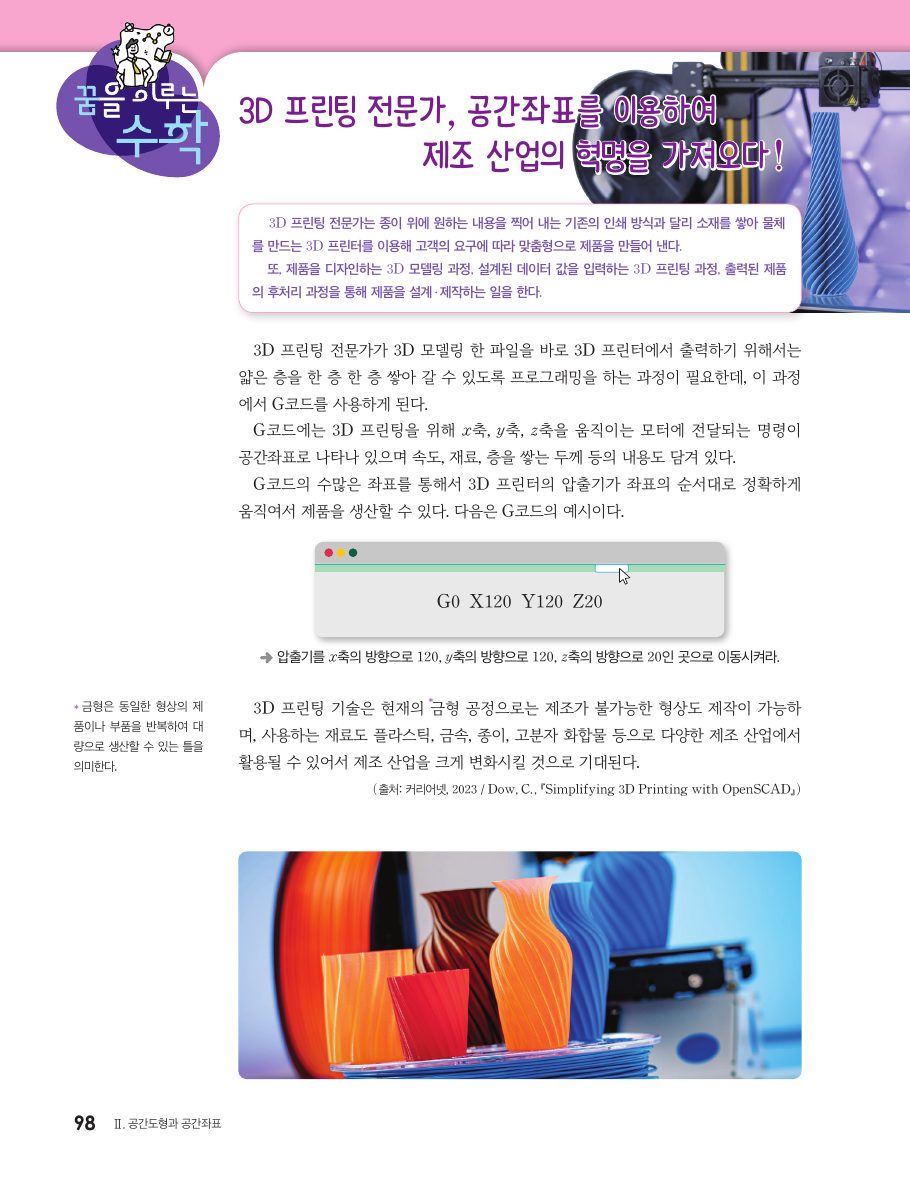 꿈을 이루는
수학
3D 프린팅 전문가, 공간좌표를 이용하여
제조 산업의 혁명을 가져오다!
3D 프린팅 전문가는 종이 위에 원하는 내용을 찍어 내는 기존의 인쇄 방식과 달리 소재를 쌓아 물체
를 만드는 3D 프린터를 이용해 고객의 요구에 따라 맞춤형으로 제품을 만들어 낸다.
또, 제품을 디자인하는 3D 모델링 과정, 설계된 데이터 값을 입력하는 3D 프린팅 과정, 출력된 제품
의 후처리 과정을 통해 제품을 설계·제작하는 일을 한다.
3D 프린팅 전문가가 3D 모델링 한 파일을 바로 3D 프린터에서 출력하기 위해서는
얇은 층을 한 층 한 층 쌓아 갈 수 있도록 프로그래밍을 하는 과정이 필요한데, 이 과정
에서 G코드를 사용하게 된다.
G코드에는 3D 프린팅을 위해 x축, y축, z축을 움직이는 모터에 전달되는 명령이
공간좌표로 나타나 있으며 속도, 재료, 층을 쌓는 두께 등의 내용도 담겨 있다.
G코드의 수많은 좌표를 통해서 3D 프린터의 압출기가 좌표의 순서대로 정확하게
움직여서 제품을 생산할 수 있다. 다음은 G코드의 예시이다.
G0 X120 Y120 Z20
➔ 압출기를 x축의 방향으로 120, y축의 방향으로 120, z축의 방향으로 20인 곳으로 이동시켜라.
* 금형은 동일한 형상의 제
품이나 부품을 반복하여 대
량으로 생산할 수 있는 틀을
의미한다.
3D 프린팅 기술은 현재의 *금형 공정으로는 제조가 불가능한 형상도 제작이 가능하
며, 사용하는 재료도 플라스틱, 금속, 종이, 고분자 화합물 등으로 다양한 제조 산업에서
활용될 수 있어서 제조 산업을 크게 변화시킬 것으로 기대된다.
(출처: 커리어넷, 2023 / Dow, C., 『Simplifying 3D Printing with OpenSCAD』)
98 Ⅱ. 공간도형과 공간좌표